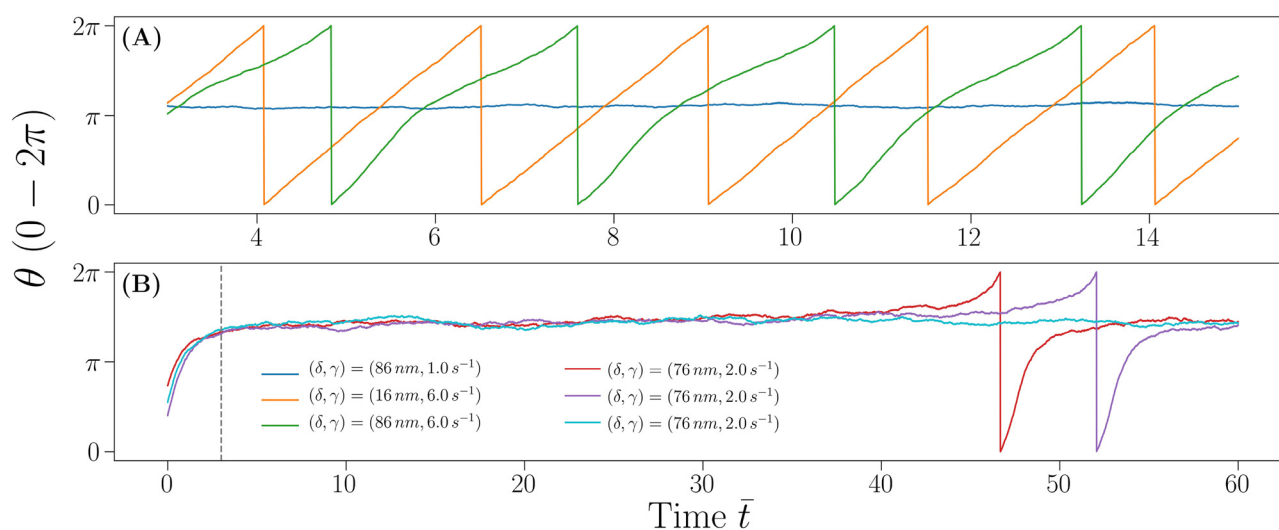 θ (0 − 2π)
(A)
2π
π
0
4 6 8 10 12 14
(B)
2π
π
0
(δ, γ) = (86 nm, 1.0 s⁻¹)
(δ, γ) = (16 nm, 6.0 s⁻¹)
(δ, γ) = (86 nm, 6.0 s⁻¹)
(δ, γ) = (76 nm, 2.0 s⁻¹)
(δ, γ) = (76 nm, 2.0 s⁻¹)
(δ, γ) = (76 nm, 2.0 s⁻¹)
0 10 20 30 40 50 60
Time t̄